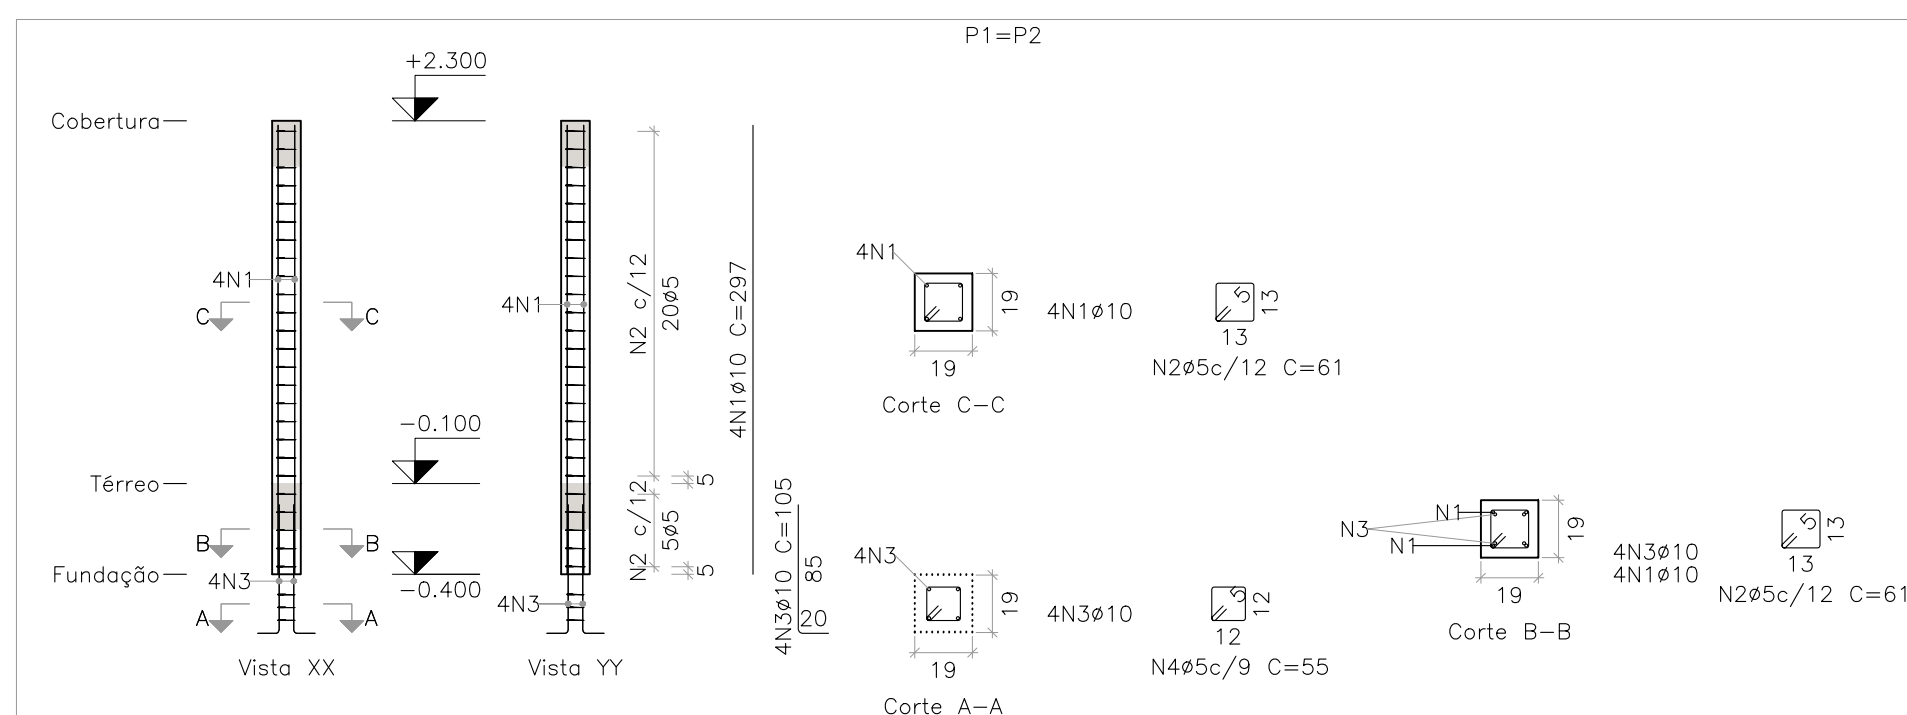 P1=P2
+2.300
Cobertura
4N1
C C
−0.100
Térreo
B B
Fundação
4N3
−0.400
A A
Vista XX
4N1
4N3
Vista YY
N2 c/12
20ø5
5
N2 c/12
5ø5
5
4N1ø10 C=297
4N3ø10 C=105
85
20
4N1
19
19
4N1ø10
Corte C−C
5
13
13
N2ø5c/12 C=61
4N3
19
19
4N3ø10
Corte A−A
5
12
12
N4ø5c/9 C=55
N1
N3
N1
19
19
4N3ø10
4N1ø10
Corte B−B
5
13
13
N2ø5c/12 C=61